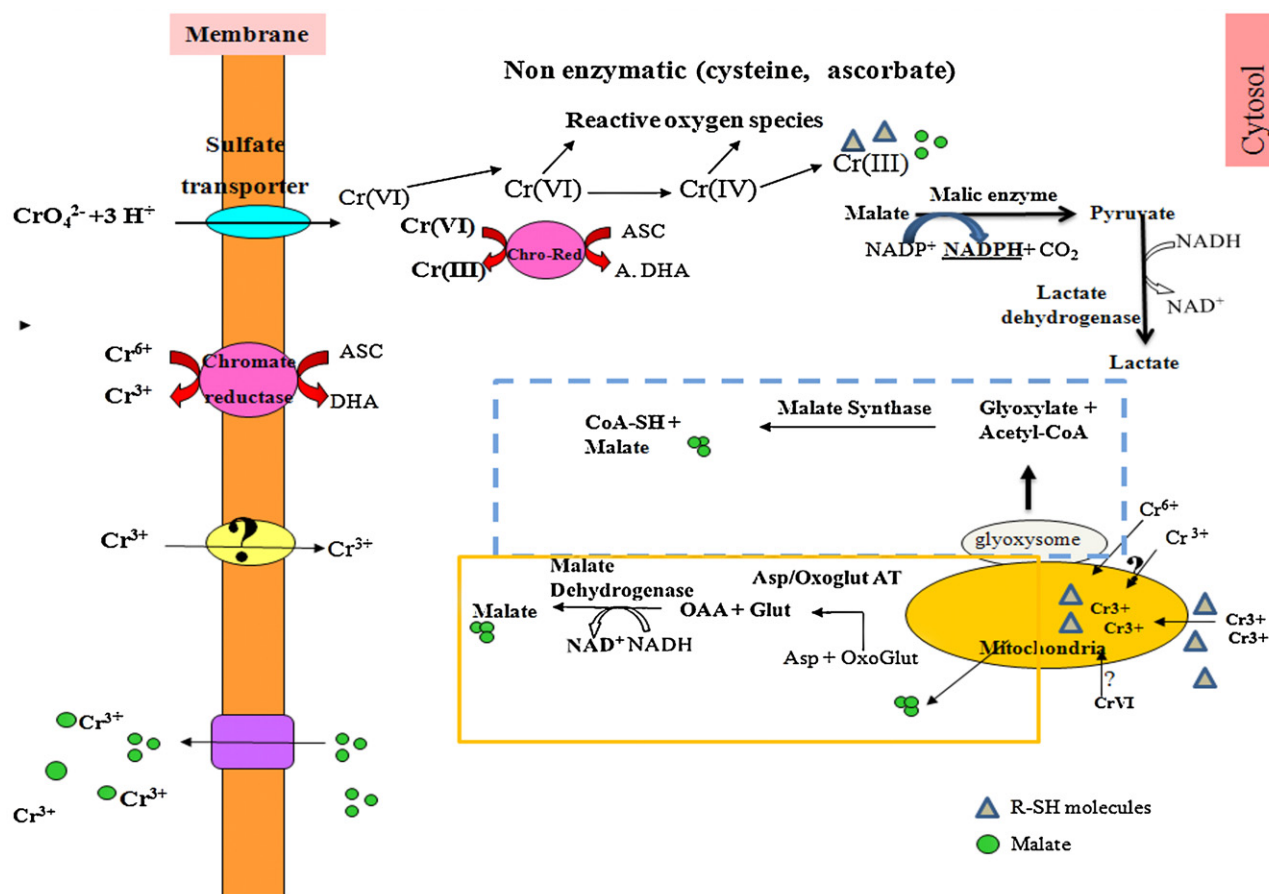 Membrane
Cytosol
Non enzymatic (cysteine, ascorbate)
Reactive oxygen species
Sulfate
transporter
CrO₄²⁻ +3 H⁺
Cr(VI)
Cr(VI)
Cr(IV)
Cr(III)
Cr(VI)
Cr(III)
Chro-Red
ASC
A. DHA
Malate
Malic enzyme
Pyruvate
NADP⁺ NADPH + CO₂
NADH
NAD⁺
Lactate
dehydrogenase
Lactate
Cr⁶⁺
Cr³⁺
Chromate
reductase
ASC
DHA
CoA-SH +
Malate
Malate Synthase
Glyoxylate +
Acetyl-CoA
glyoxysome
Cr⁶⁺
Cr³⁺
?
Cr³⁺
?
Cr³⁺
Malate
Dehydrogenase
Malate
NAD⁺ NADH
OAA + Glut
Asp/Oxoglut AT
Asp + OxoGlut
Cr3+
Cr3+
Mitochondria
Cr3+
Cr3+
?
CrVI
Cr³⁺
Cr³⁺
Cr³⁺
R-SH molecules
Malate